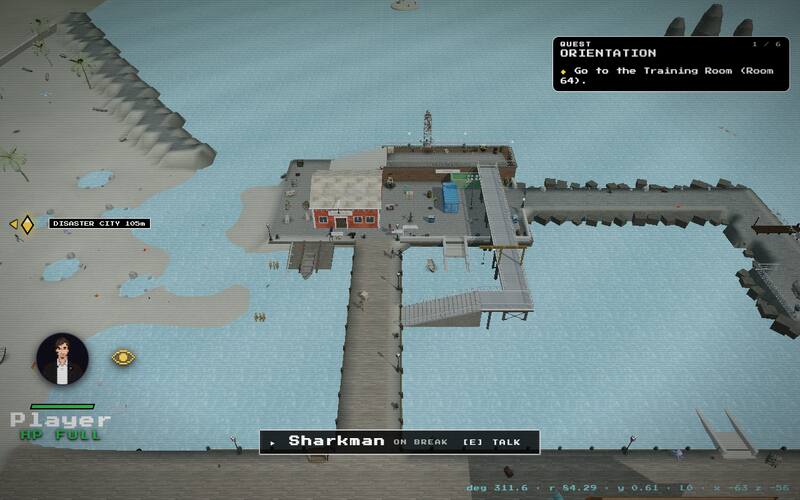 QUEST 1 / 6
ORIENTATION
Go to the Training Room (Room
64).
DISASTER CITY 105m
Player
HP FULL
Sharkman ON BREAK [E] TALK
deg 311.6 · r 84.29 · y 0.61 · L0 · x -63 z -56